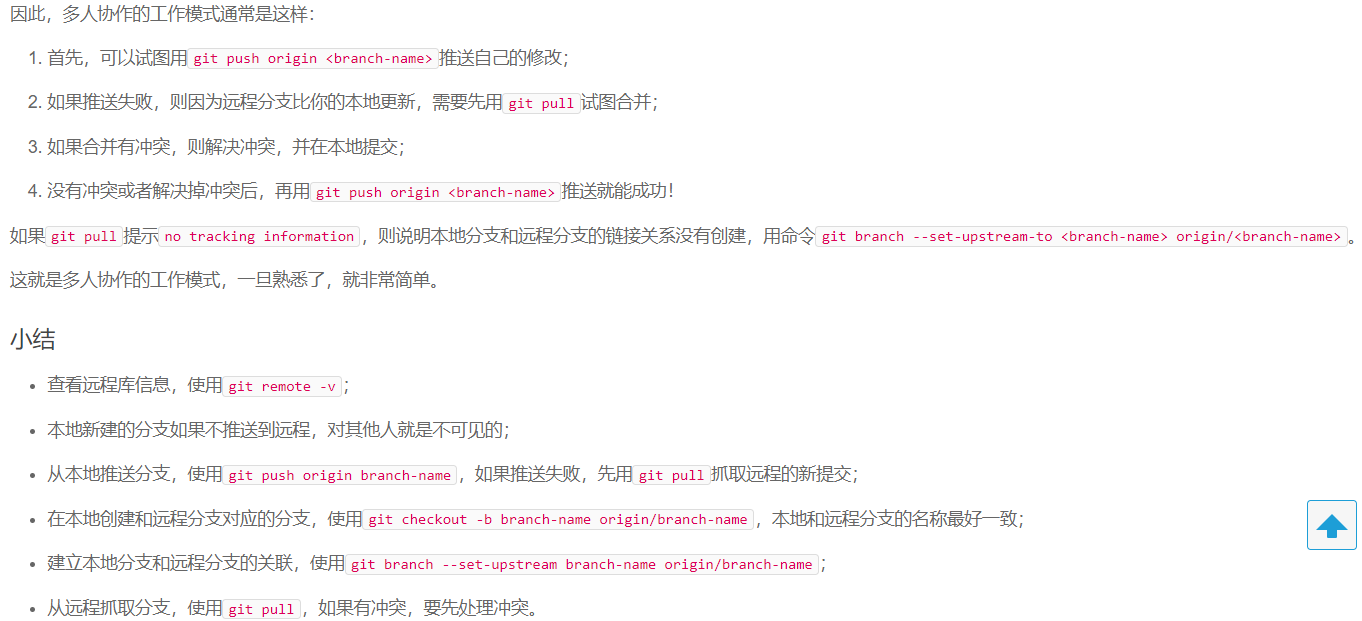 因此，多人协作的工作模式通常是这样：
1. 首先，可以试图用git push origin <branch-name>推送自己的修改；
2. 如果推送失败，则因为远程分支比你的本地更新，需要先用git pull试图合并；
3. 如果合并有冲突，则解决冲突，并在本地提交；
4. 没有冲突或者解决掉冲突后，再用git push origin <branch-name>推送就能成功！
如果git pull提示no tracking information，则说明本地分支和远程分支的链接关系没有创建，用命令git branch --set-upstream-to <branch-name> origin/<branch-name>。
这就是多人协作的工作模式，一旦熟悉了，就非常简单。
小结
• 查看远程库信息，使用git remote -v；
• 本地新建的分支如果不推送到远程，对其他人就是不可见的；
• 从本地推送分支，使用git push origin branch-name，如果推送失败，先用git pull抓取远程的新提交；
• 在本地创建和远程分支对应的分支，使用git checkout -b branch-name origin/branch-name，本地和远程分支的名称最好一致；
• 建立本地分支和远程分支的关联，使用git branch --set-upstream branch-name origin/branch-name；
• 从远程抓取分支，使用git pull，如果有冲突，要先处理冲突。